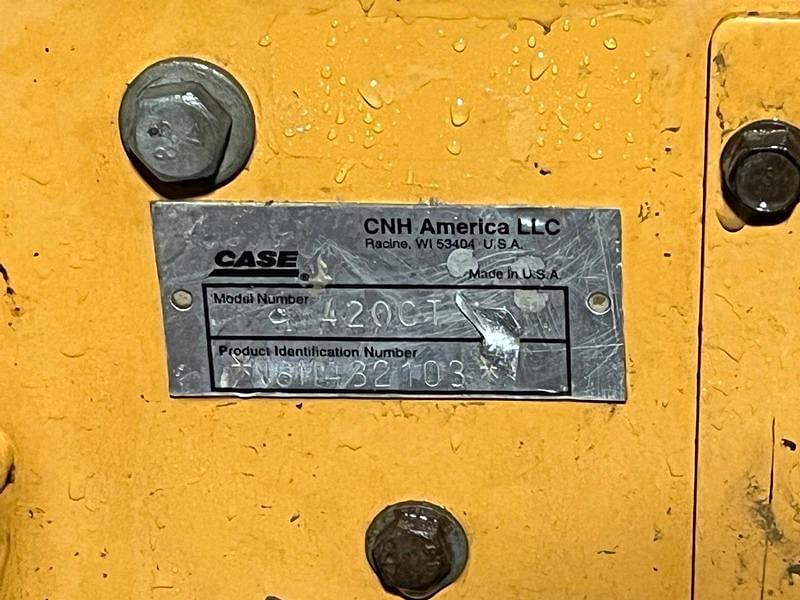 CNH America LLC
Racine, WI 53404 U.S.A.
CASE®
Made in U.S.A.
Model Number
420CT
Product Identification Number